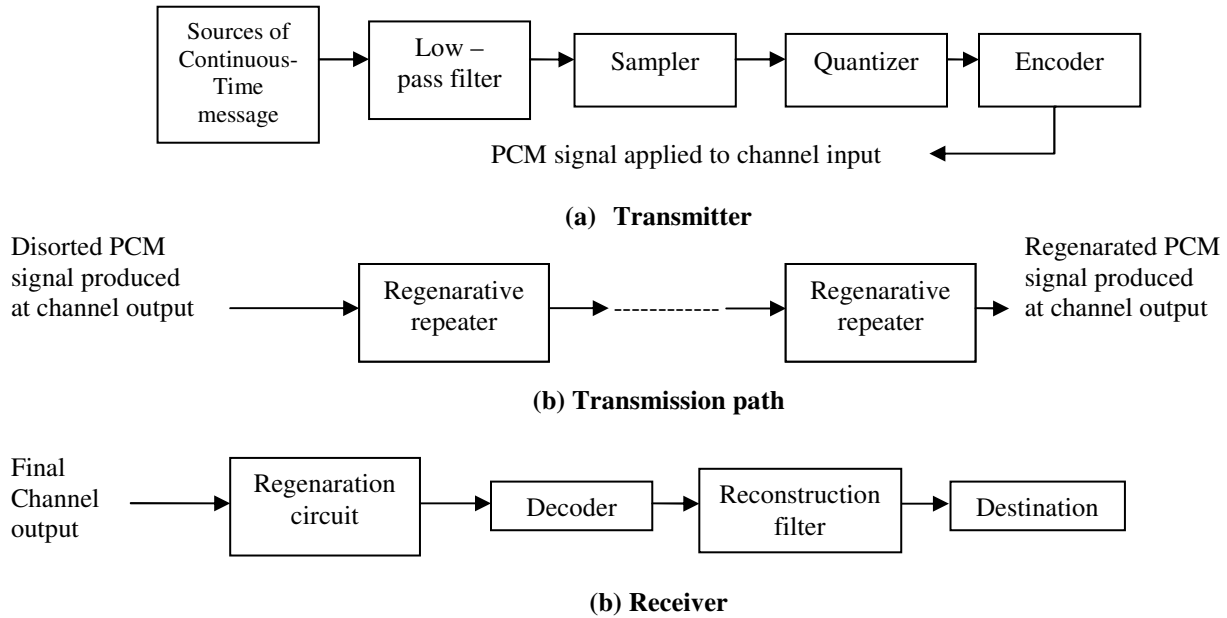 Sources of
Continuous-
Time
message
Low –
pass filter
Sampler
Quantizer
Encoder
PCM signal applied to channel input
(a) Transmitter
Disorted PCM
signal produced
at channel output
Regenarative
repeater
------------
Regenarative
repeater
Regenarated PCM
signal produced
at channel output
(b) Transmission path
Final
Channel
output
Regenaration
circuit
Decoder
Reconstruction
filter
Destination
(b) Receiver